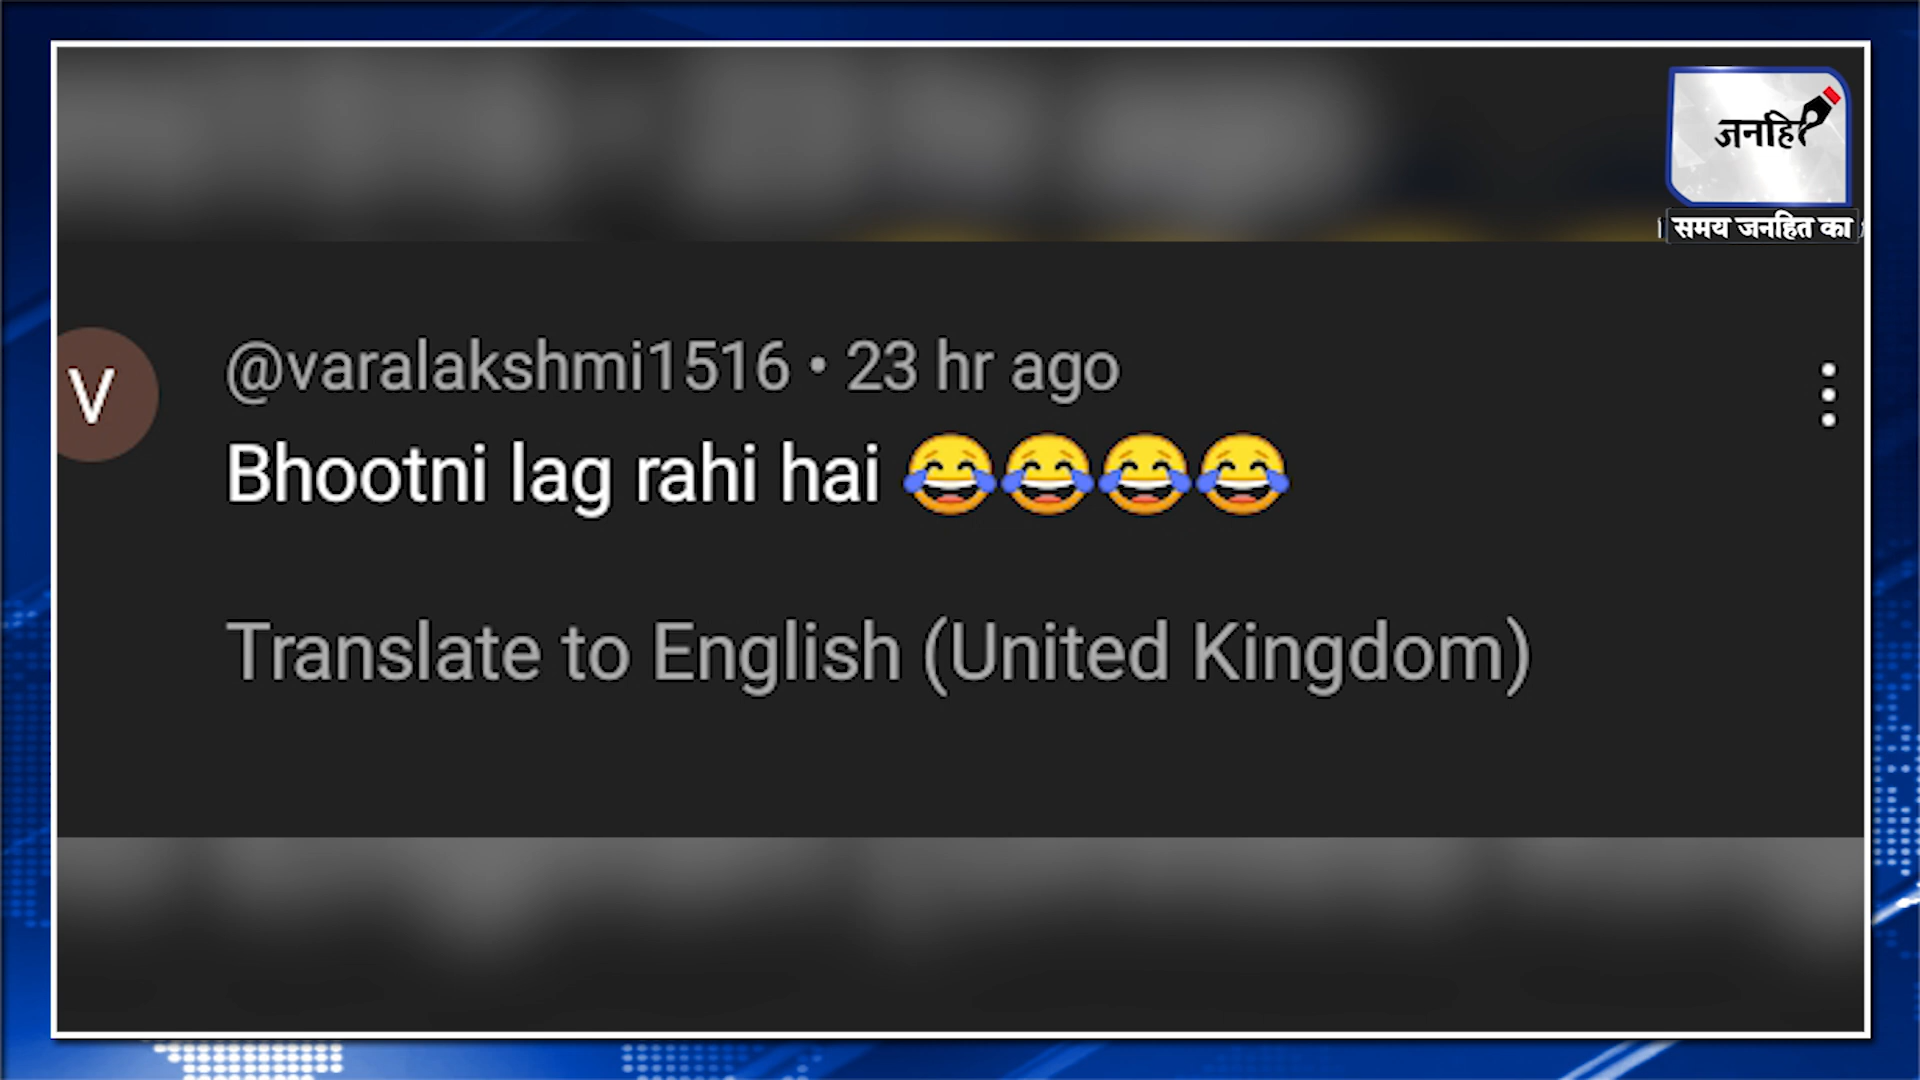 जनहित
समय जनहित का
@varalakshmi1516 • 23 hr ago
V
Bhootni lag rahi hai 😂😂😂😂
Translate to English (United Kingdom)